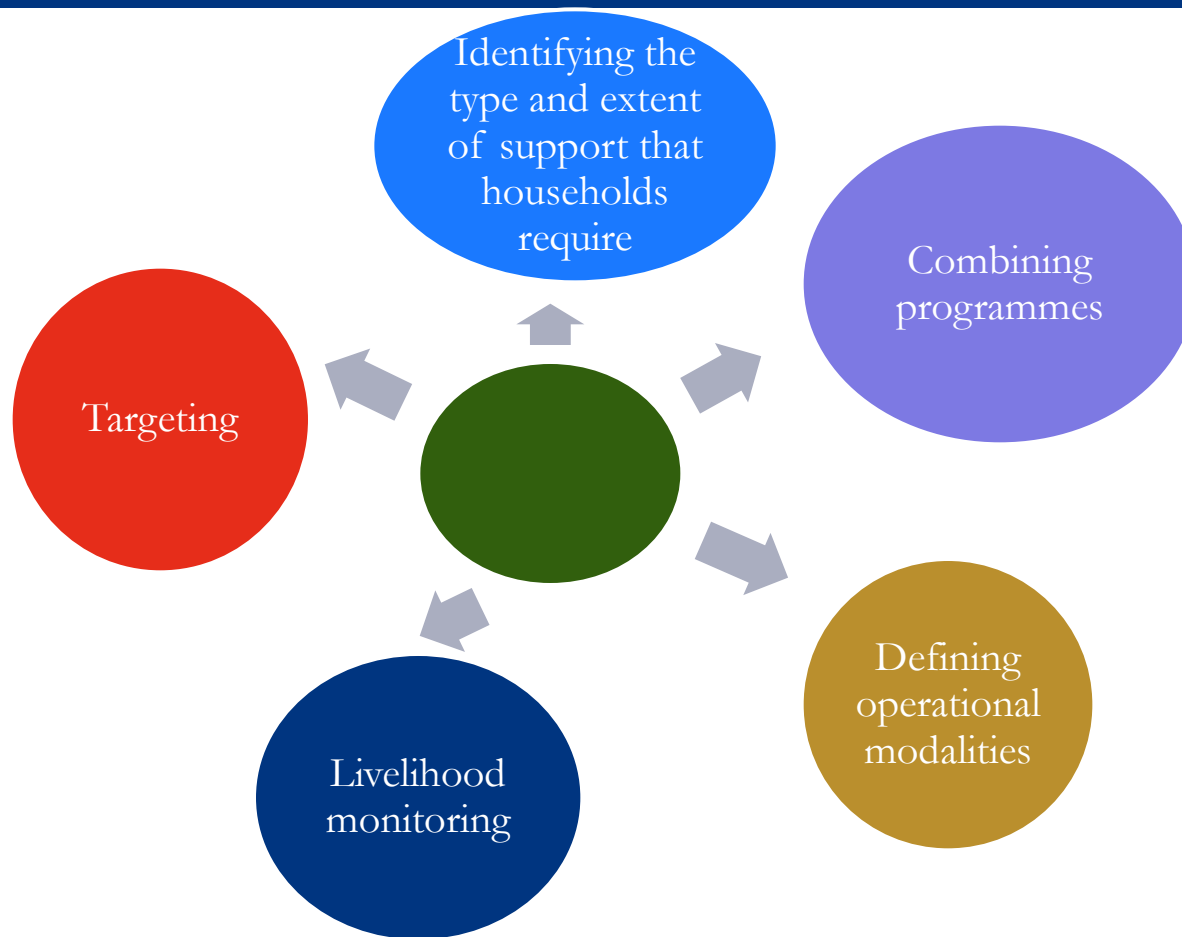 Identifying the
type and extent
of support that
households
require
Combining
programmes
Targeting
Defining
operational
modalities
Livelihood
monitoring